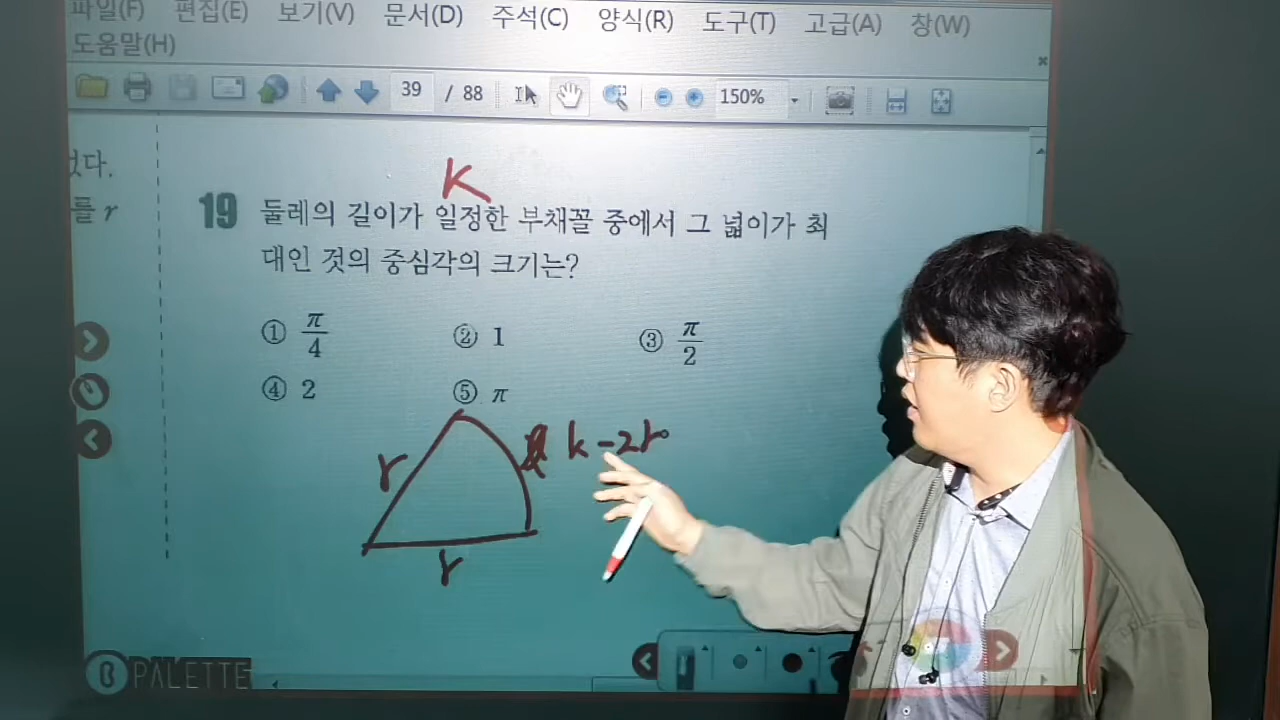 파일(F) 편집(E) 보기(V) 문서(D) 주석(C) 양식(R) 도구(T) 고급(A) 창(W)
도움말(H)
39 / 88 150%
었다.
를 r
K
19 둘레의 길이가 일정한 부채꼴 중에서 그 넓이가 최
대인 것의 중심각의 크기는?
① π/4 ② 1 ③ π/2
④ 2 ⑤ π
r k-2r
r
PALETTE